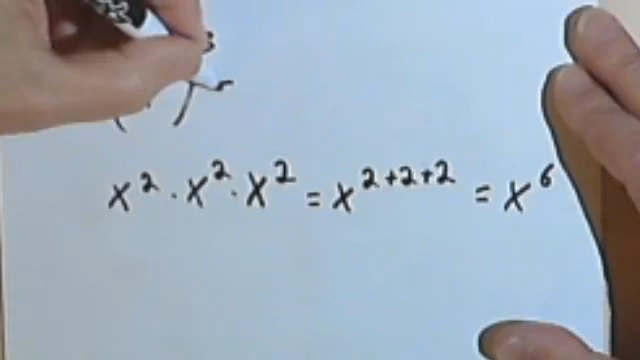 x² · x² · x² = x²⁺²⁺² = x⁶